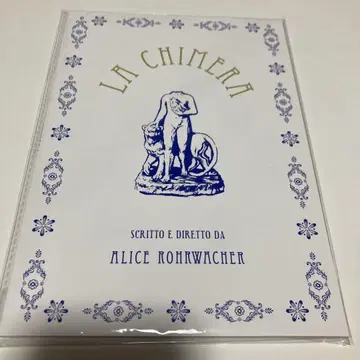 LA CHIMERA
SCRITTO E DIRETTO DA
ALICE ROHRWACHER